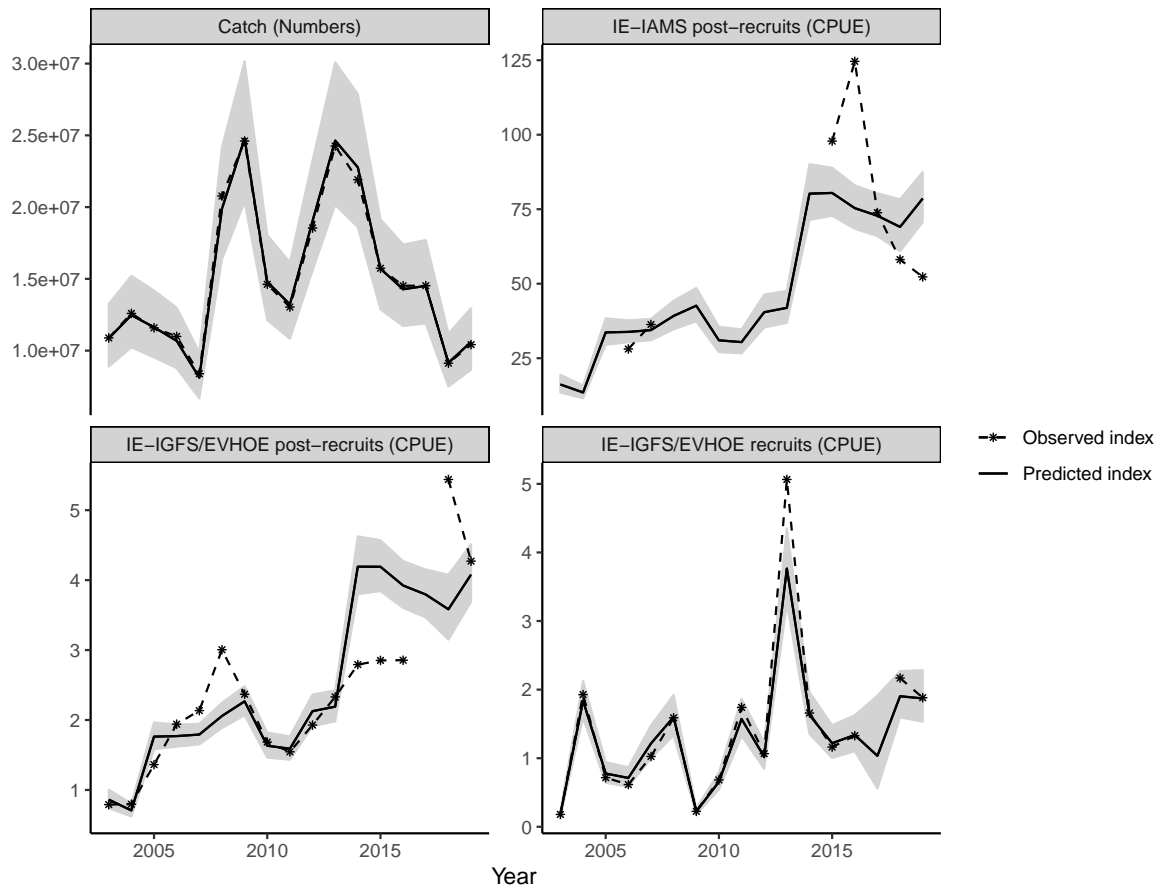 Catch (Numbers)
IE−IAMS post−recruits (CPUE)
3.0e+07
2.5e+07
2.0e+07
1.5e+07
1.0e+07
125
100
75
50
25
IE−IGFS/EVHOE post−recruits (CPUE)
IE−IGFS/EVHOE recruits (CPUE)
5
4
3
2
1
5
4
3
2
1
0
2005 2010 2015
2005 2010 2015
Year
Observed index
Predicted index